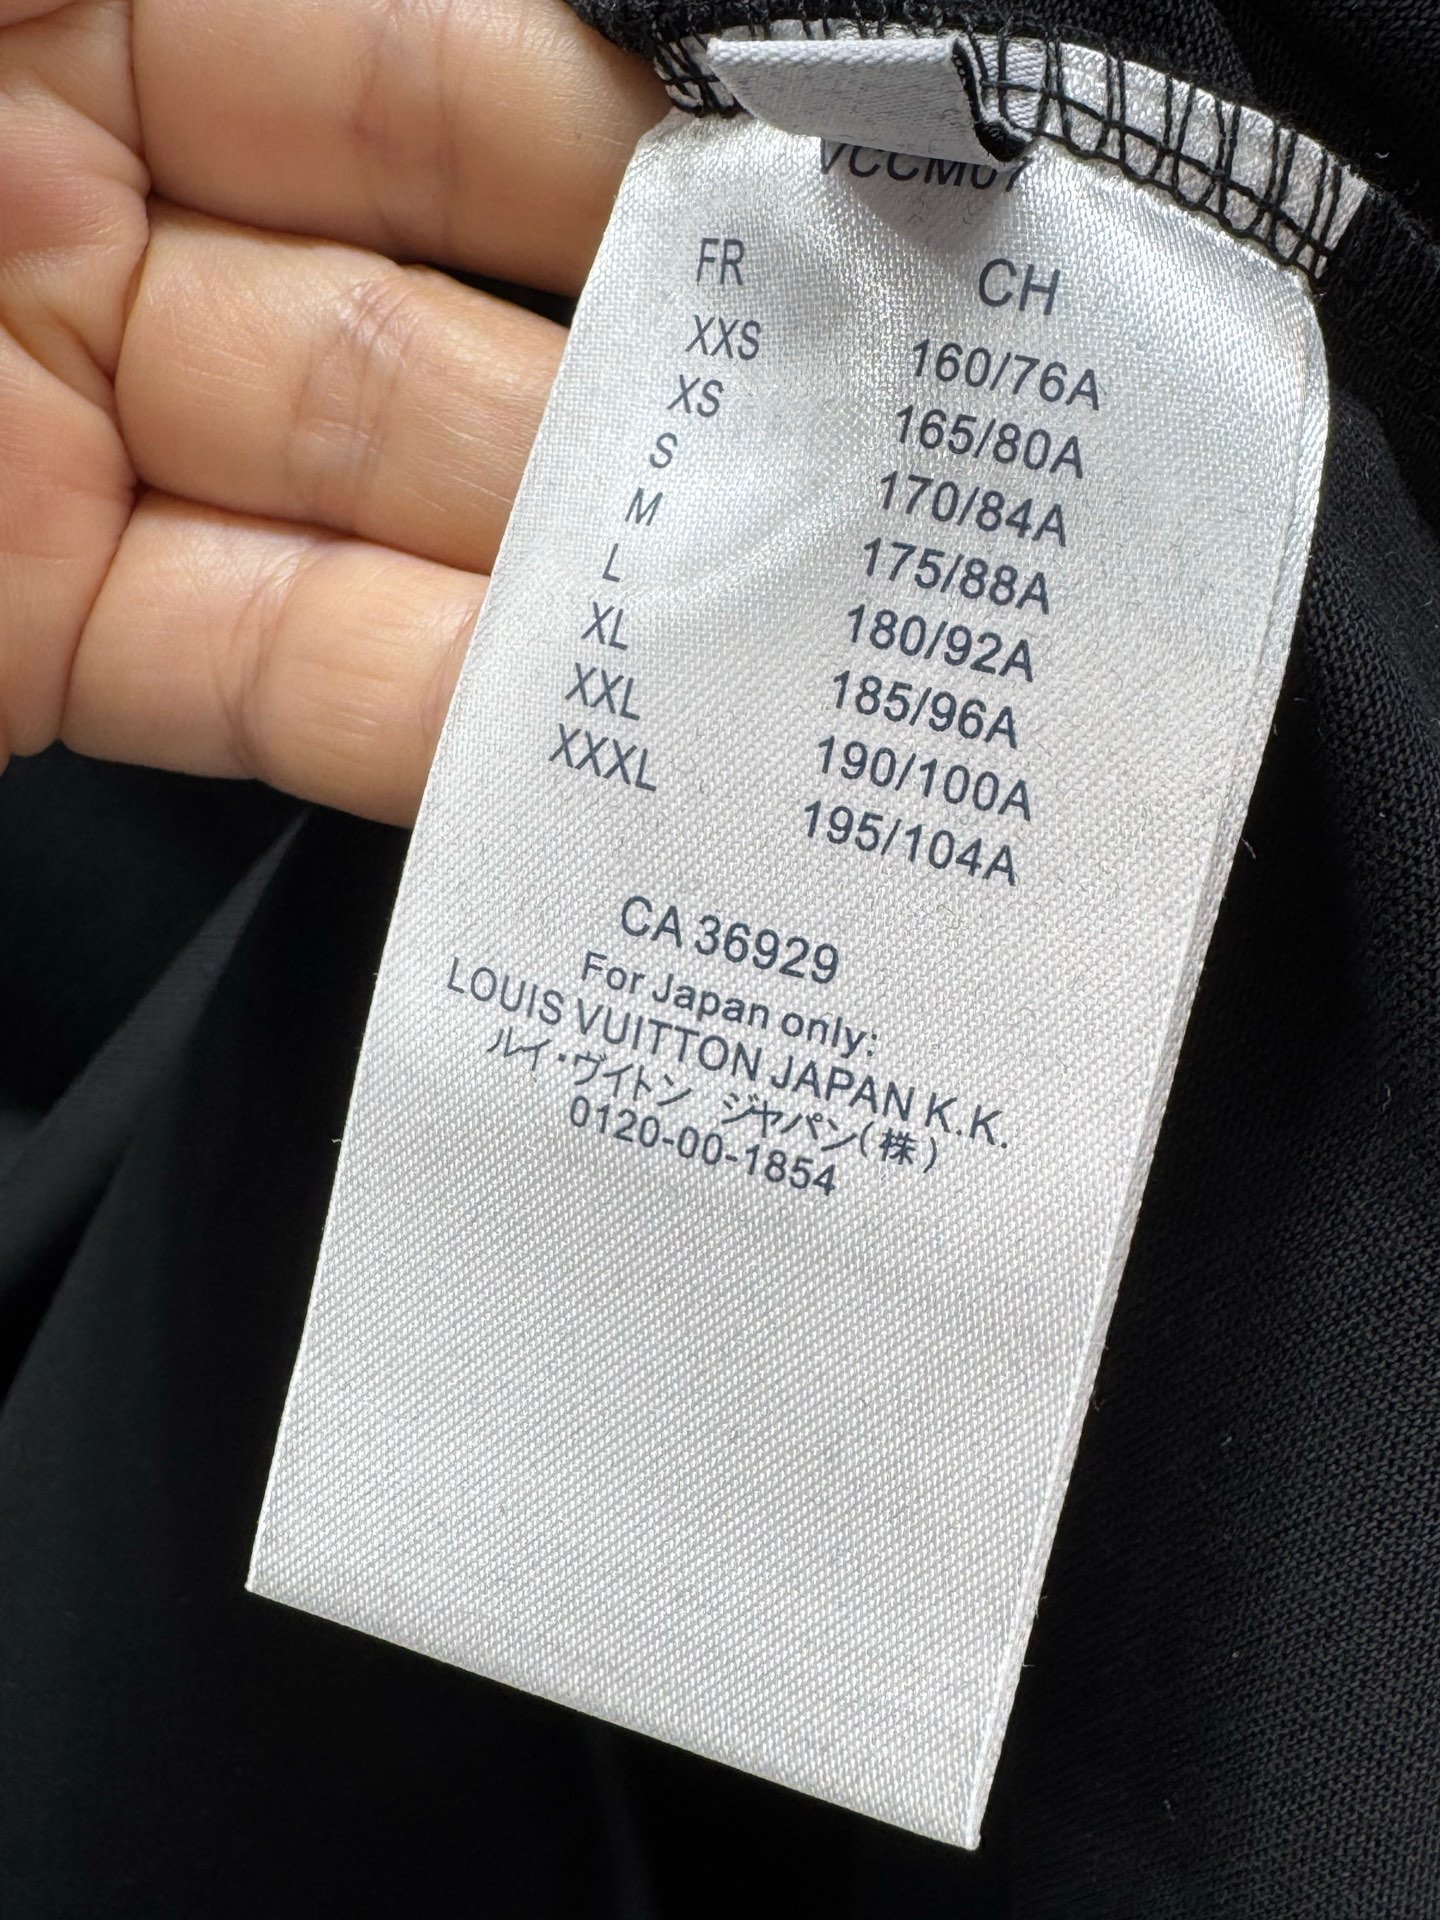 VCCM07
FR CH
XXS 160/76A
XS 165/80A
S 170/84A
M 175/88A
L 180/92A
XL 185/96A
XXL 190/100A
XXXL 195/104A
CA 36929
For Japan only:
LOUIS VUITTON JAPAN K.K.
ルイ・ヴィトン ジャパン(株)
0120-00-1854